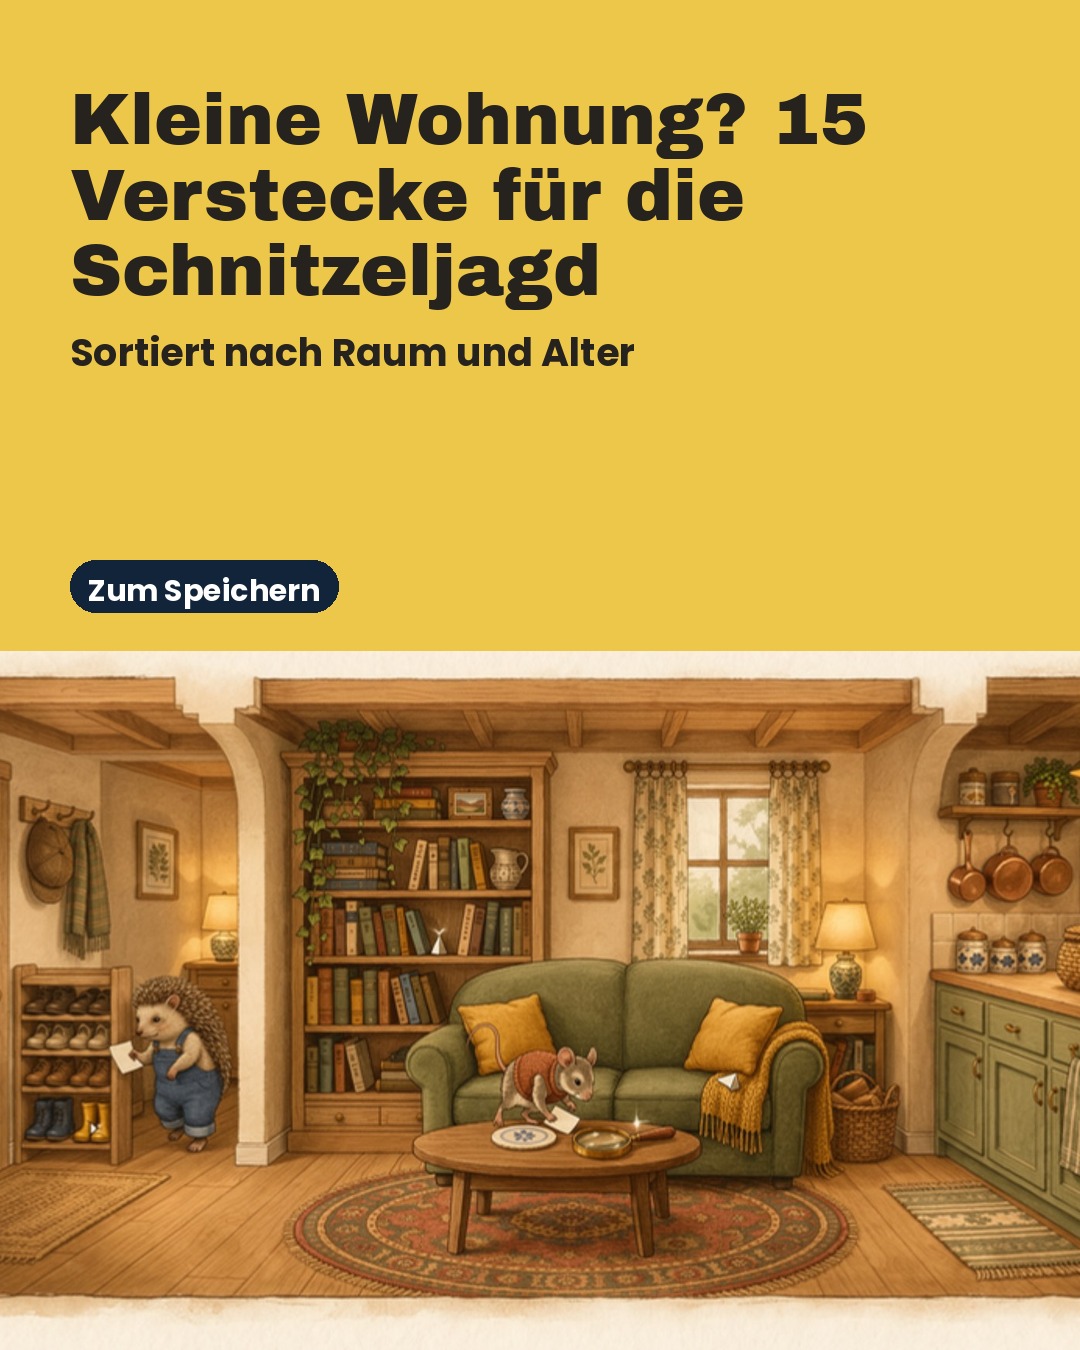 Kleine Wohnung? 15
Verstecke für die
Schnitzeljagd
Sortiert nach Raum und Alter
Zum Speichern